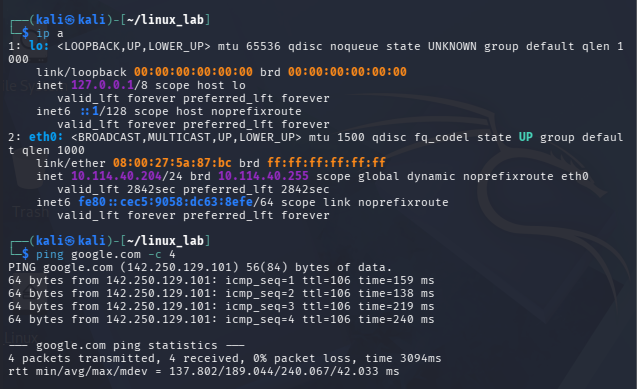 ┌──(kali㉿kali)-[~/linux_lab]
└─$ ip a
1: lo: <LOOPBACK,UP,LOWER_UP> mtu 65536 qdisc noqueue state UNKNOWN group default qlen 1
000
    link/loopback 00:00:00:00:00:00 brd 00:00:00:00:00:00
    inet 127.0.0.1/8 scope host lo
       valid_lft forever preferred_lft forever
    inet6 ::1/128 scope host noprefixroute
       valid_lft forever preferred_lft forever
2: eth0: <BROADCAST,MULTICAST,UP,LOWER_UP> mtu 1500 qdisc fq_codel state UP group defaul
t qlen 1000
    link/ether 08:00:27:5a:87:bc brd ff:ff:ff:ff:ff:ff
    inet 10.114.40.204/24 brd 10.114.40.255 scope global dynamic noprefixroute eth0
       valid_lft 2842sec preferred_lft 2842sec
    inet6 fe80::cec5:9058:dc63:8efe/64 scope link noprefixroute
       valid_lft forever preferred_lft forever
┌──(kali㉿kali)-[~/linux_lab]
└─$ ping google.com -c 4
PING google.com (142.250.129.101) 56(84) bytes of data.
64 bytes from 142.250.129.101: icmp_seq=1 ttl=106 time=159 ms
64 bytes from 142.250.129.101: icmp_seq=2 ttl=106 time=138 ms
64 bytes from 142.250.129.101: icmp_seq=3 ttl=106 time=219 ms
64 bytes from 142.250.129.101: icmp_seq=4 ttl=106 time=240 ms
--- google.com ping statistics ---
4 packets transmitted, 4 received, 0% packet loss, time 3094ms
rtt min/avg/max/mdev = 137.802/189.044/240.067/42.033 ms